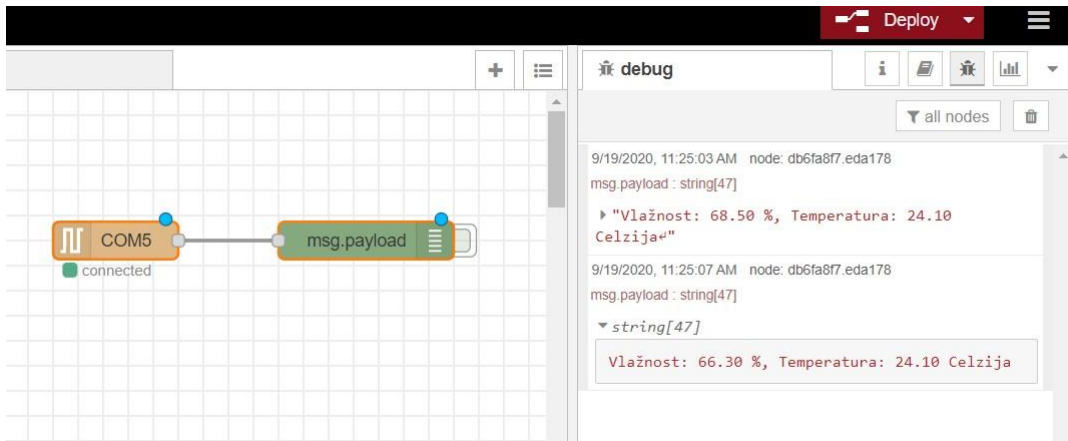 Deploy
debug
all nodes
9/19/2020, 11:25:03 AM node: db6fa8f7.eda178
msg.payload : string[47]
"Vlažnost: 68.50 %, Temperatura: 24.10
Celzija↵"
COM5
msg.payload
connected
9/19/2020, 11:25:07 AM node: db6fa8f7.eda178
msg.payload : string[47]
string[47]
Vlažnost: 66.30 %, Temperatura: 24.10 Celzija